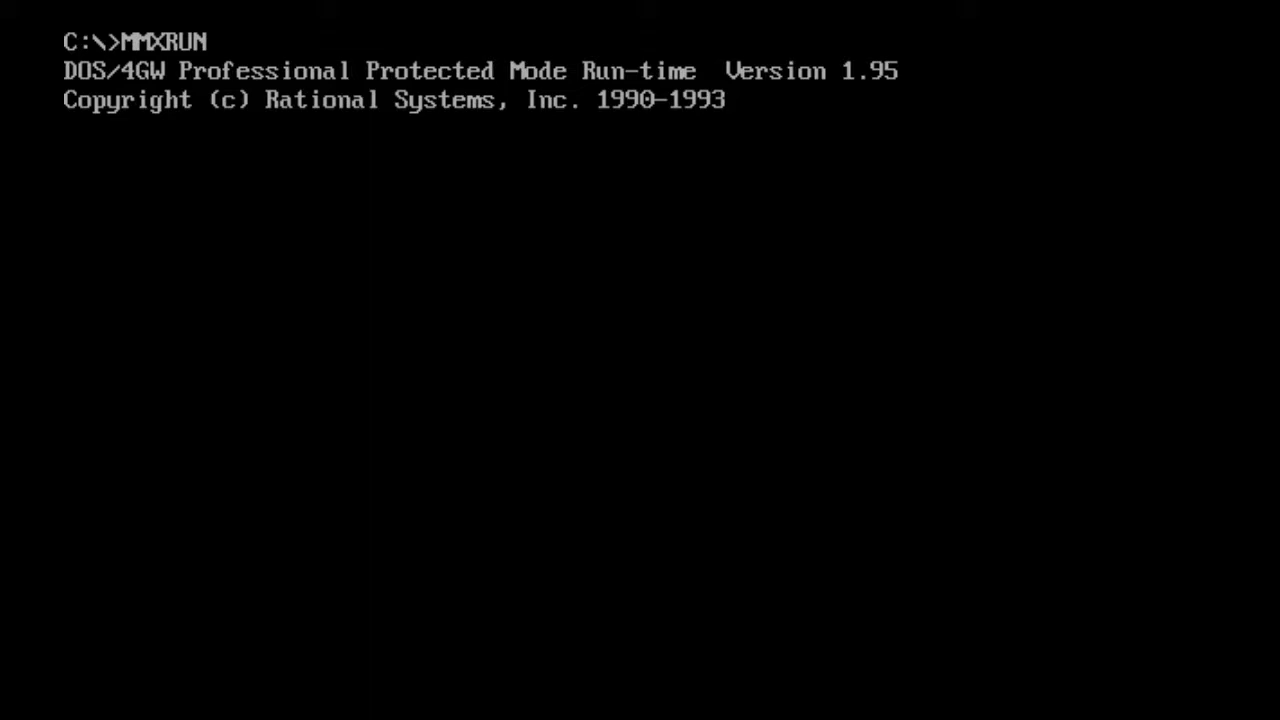 C:\>MMXRUN
DOS/4GW Professional Protected Mode Run-time  Version 1.95
Copyright (c) Rational Systems, Inc. 1990-1993